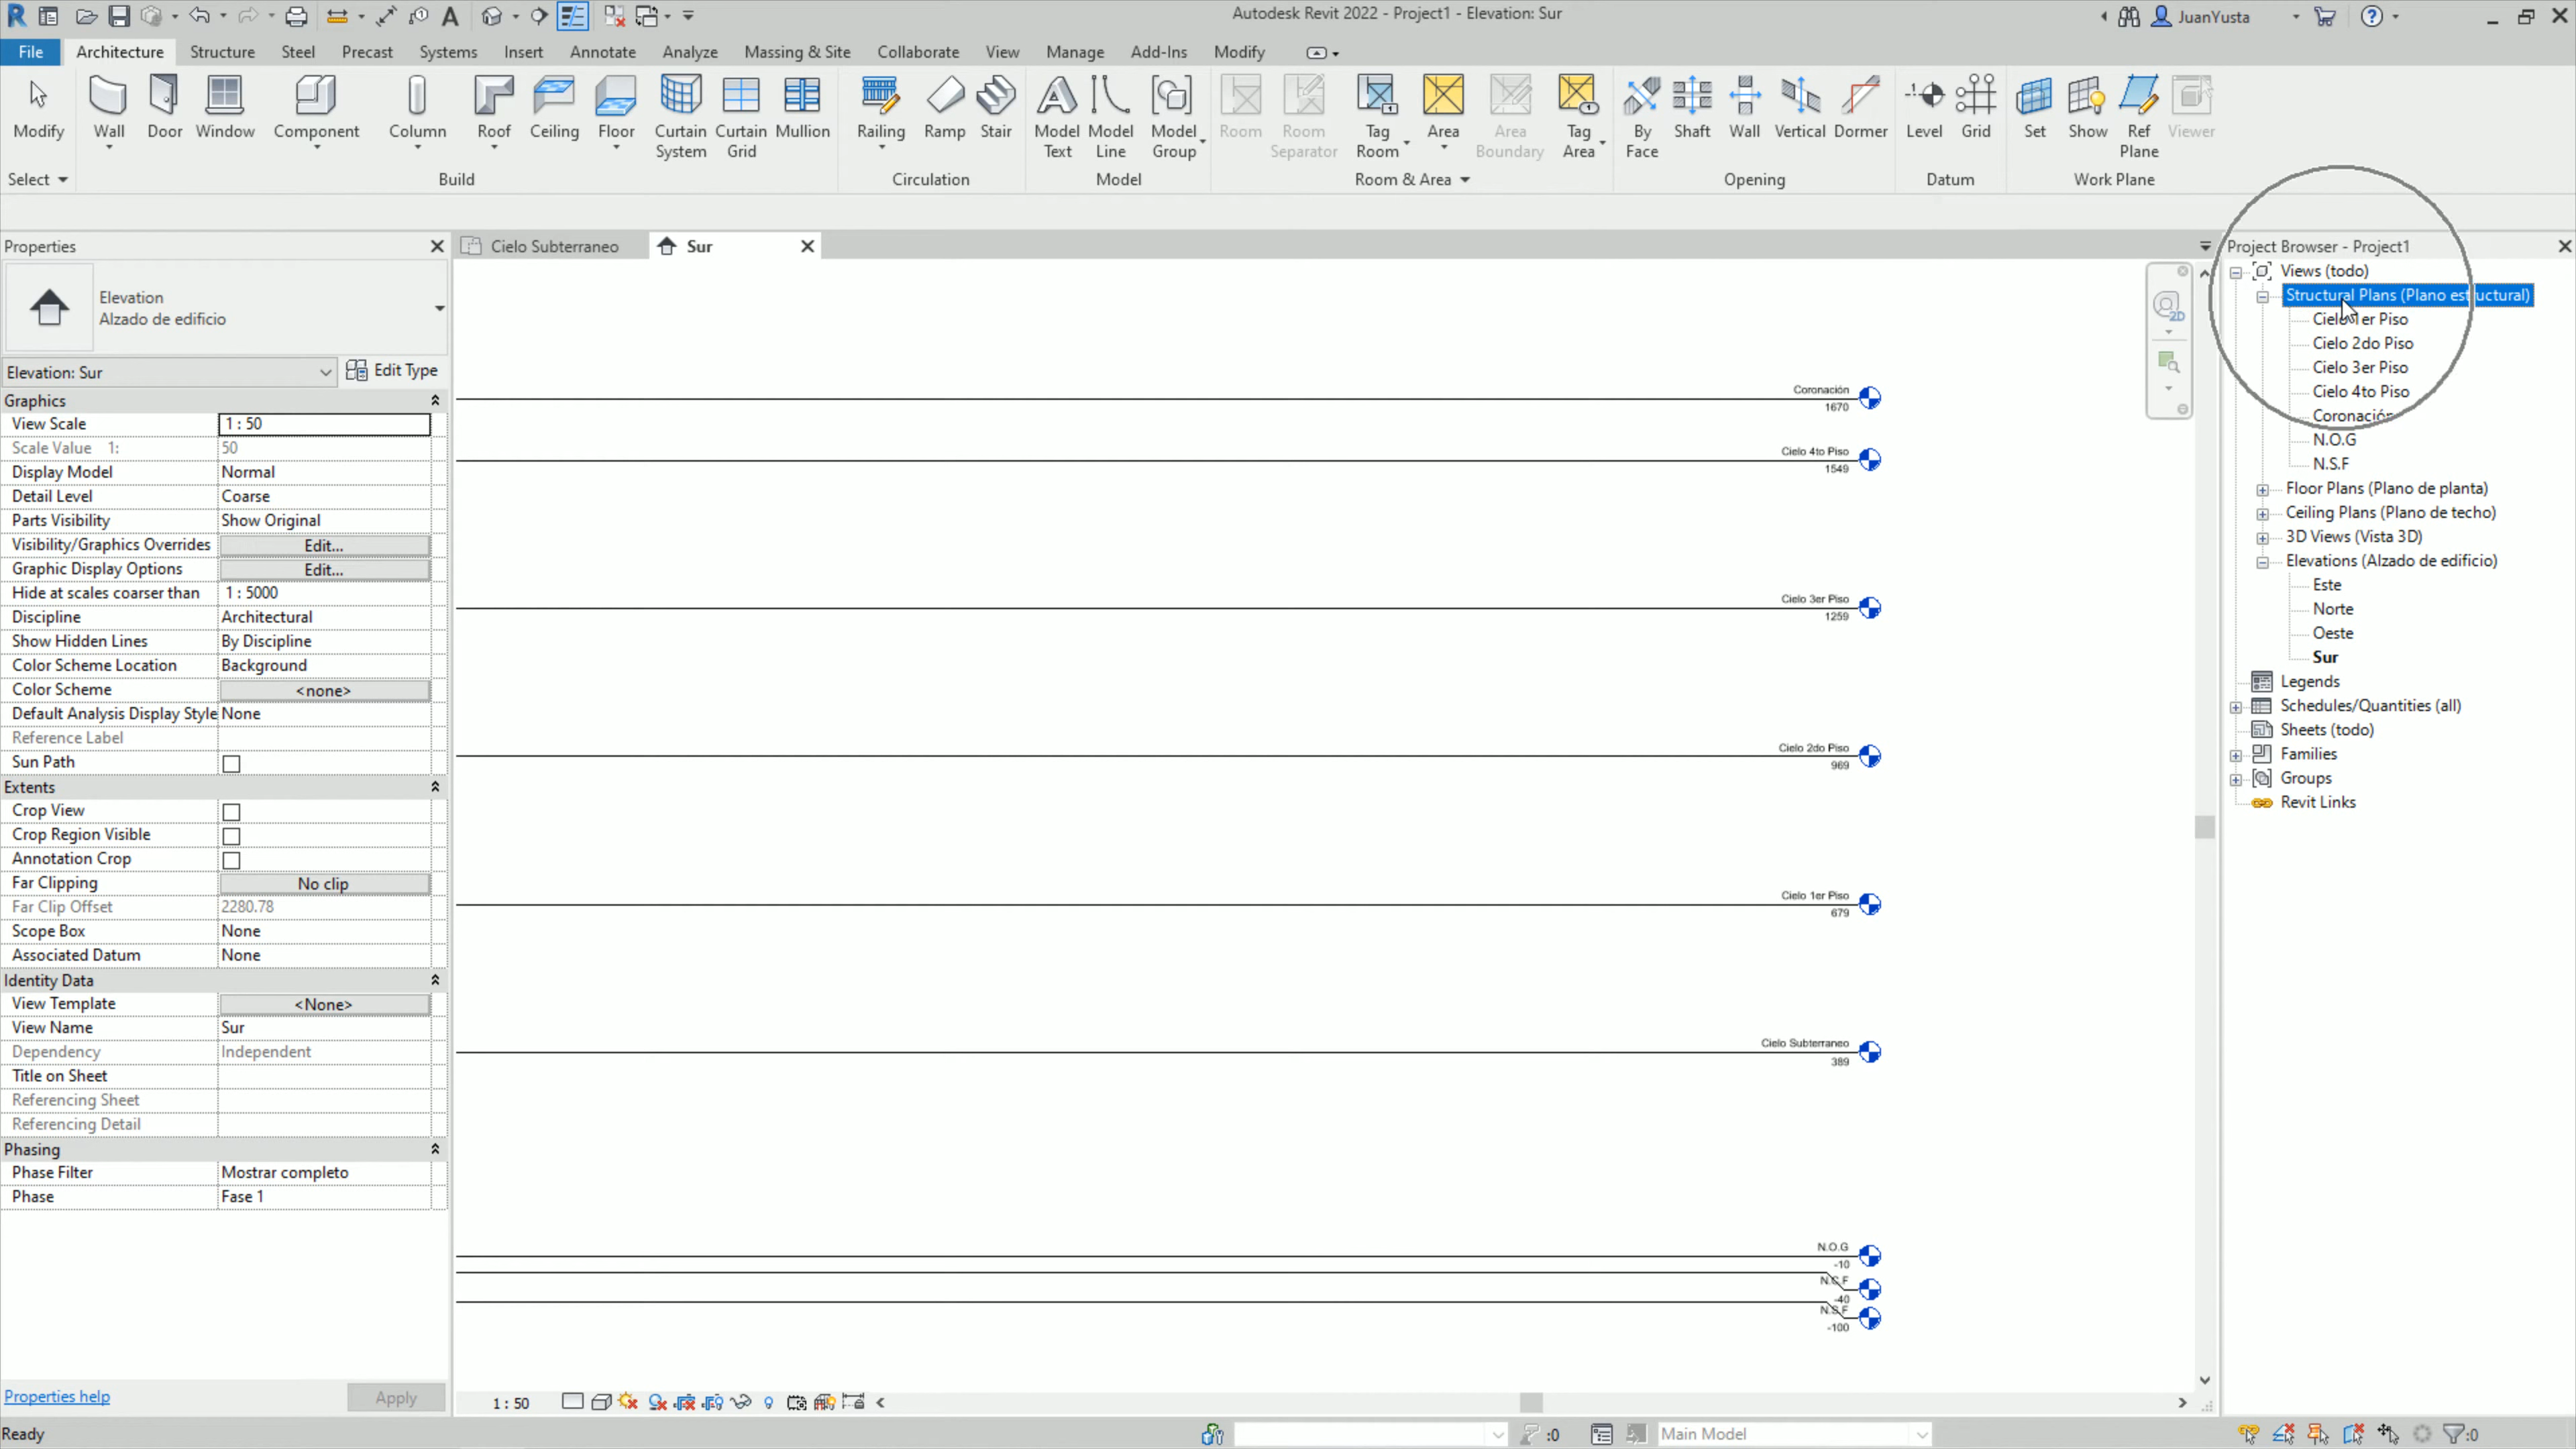 Autodesk Revit 2022 - Project1 - Elevation: Sur
JuanYusta
File Architecture Structure Steel Precast Systems Insert Annotate Analyze Massing & Site Collaborate View Manage Add-Ins Modify
Modify Wall Door Window Component Column Roof Ceiling Floor Curtain System Curtain Grid Mullion Railing Ramp Stair Model Text Model Line Model Group Room Room Separator Tag Room Area Area Boundary Tag Area By Face Shaft Wall Vertical Dormer Level Grid Set Show Ref Plane Viewer
Select Build Circulation Model Room & Area Opening Datum Work Plane
Properties
Elevation
Alzado de edificio
Elevation: Sur Edit Type
Graphics
View Scale 1 : 50
Scale Value 1: 50
Display Model Normal
Detail Level Coarse
Parts Visibility Show Original
Visibility/Graphics Overrides Edit...
Graphic Display Options Edit...
Hide at scales coarser than 1 : 5000
Discipline Architectural
Show Hidden Lines By Discipline
Color Scheme Location Background
Color Scheme <none>
Default Analysis Display Style None
Reference Label
Sun Path
Extents
Crop View
Crop Region Visible
Annotation Crop
Far Clipping No clip
Far Clip Offset 2280.78
Scope Box None
Associated Datum None
Identity Data
View Template <None>
View Name Sur
Dependency Independent
Title on Sheet
Referencing Sheet
Referencing Detail
Phasing
Phase Filter Mostrar completo
Phase Fase 1
Properties help Apply
Cielo Subterraneo Sur
2D
Coronación
1670
Cielo 4to Piso
1549
Cielo 3er Piso
1259
Cielo 2do Piso
969
Cielo 1er Piso
679
Cielo Subterraneo
389
N.O.G
-10
N.C.F
-40
N.S.F
-100
1 : 50
Project Browser - Project1
Views (todo)
Structural Plans (Plano estructural)
Cielo 1er Piso
Cielo 2do Piso
Cielo 3er Piso
Cielo 4to Piso
Coronación
N.O.G
N.S.F
Floor Plans (Plano de planta)
Ceiling Plans (Plano de techo)
3D Views (Vista 3D)
Elevations (Alzado de edificio)
Este
Norte
Oeste
Sur
Legends
Schedules/Quantities (all)
Sheets (todo)
Families
Groups
Revit Links
Ready :0 Main Model :0